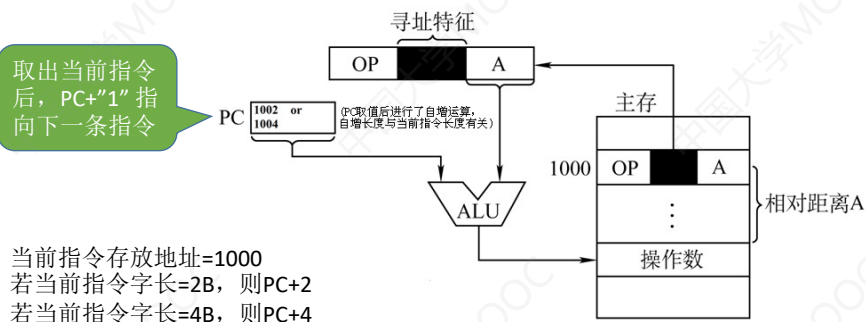 寻址特征
OP A
取出当前指令
后，PC+”1” 指
向下一条指令
PC
1002 or
1004
(PC取值后进行了自增运算，
自增长度与当前指令长度有关)
主存
1000 OP A
ALU
⋮
相对距离A
操作数
当前指令存放地址=1000
若当前指令字长=2B，则PC+2
若当前指令字长=4B，则PC+4